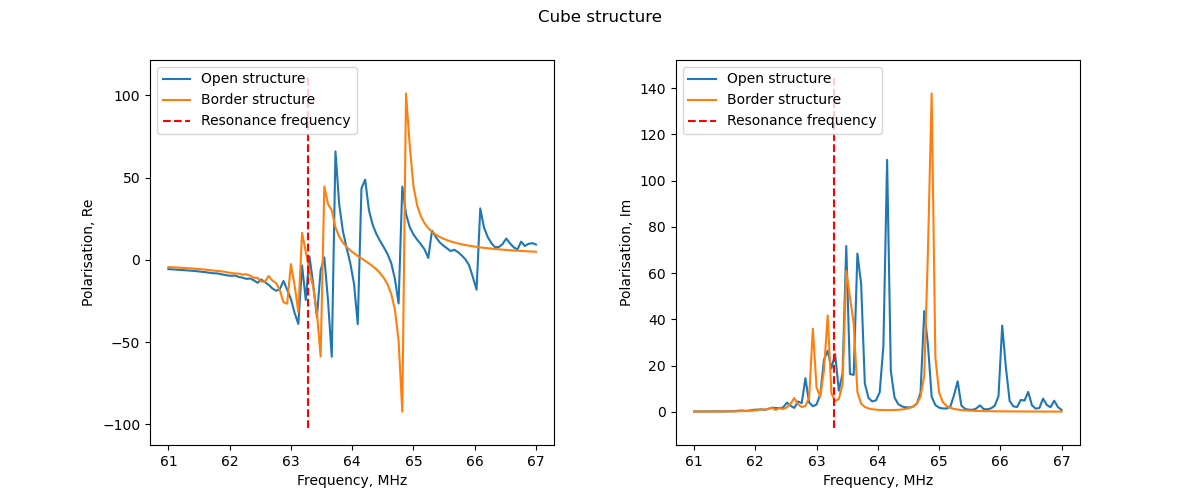 Cube structure
Open structure
Border structure
Resonance frequency
100
50
0
−50
−100
Polarisation, Re
61 62 63 64 65 66 67
Frequency, MHz
Open structure
Border structure
Resonance frequency
140
120
100
80
60
40
20
0
Polarisation, Im
61 62 63 64 65 66 67
Frequency, MHz